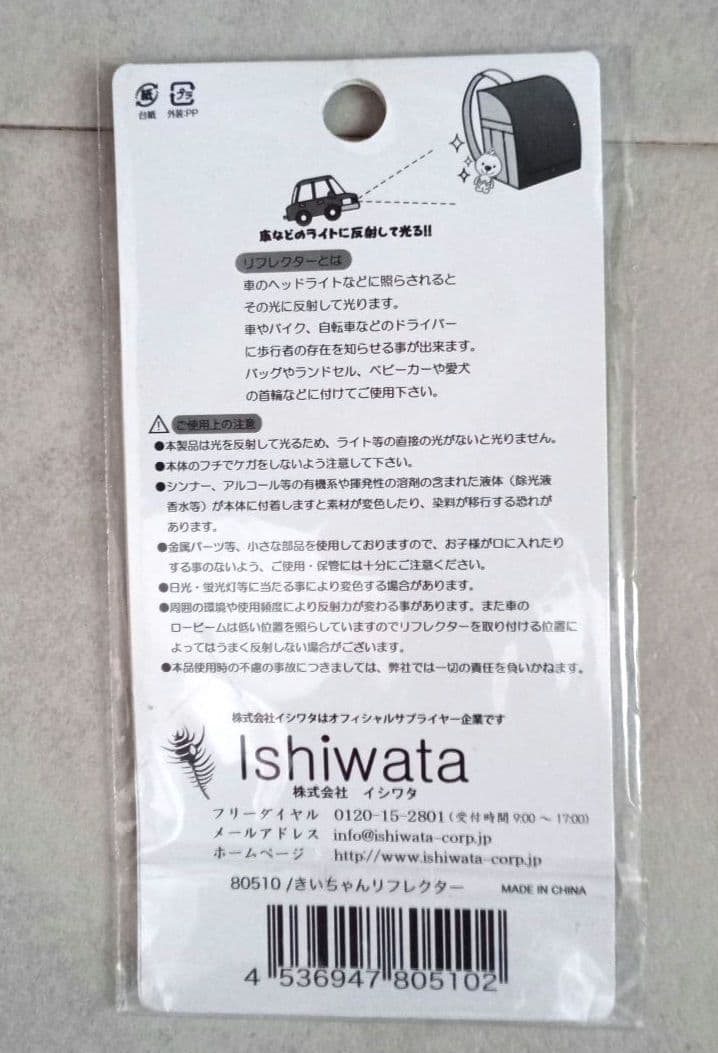 紙
プラ
台紙
外装:PP
車などのライトに反射して光る!!
リフレクターとは
車のヘッドライトなどに照らされると
その光に反射して光ります。
車やバイク、自転車などのドライバー
に歩行者の存在を知らせる事が出来ます。
バッグやランドセル、ベビーカーや愛犬
の首輪などに付けてご使用下さい。
ご使用上の注意
●本製品は光を反射して光るため、ライト等の直接の光がないと光りません。
●本体のフチでケガをしないよう注意して下さい。
●シンナー、アルコール等の有機系や揮発性の溶剤の含まれた液体（除光液
香水等）が本体に付着しますと素材が変色したり、染料が移行する恐れが
あります。
●金属パーツ等、小さな部品を使用しておりますので、お子様が口に入れたり
する事のないよう、ご使用・保管には十分にご注意ください。
●日光・蛍光灯等に当たる事により変色する場合があります。
●周囲の環境や使用頻度により反射力が変わる事があります。また車の
ロービームは低い位置を照らしていますのでリフレクターを取り付ける位置に
よってはうまく反射しない場合がございます。
●本品使用時の不慮の事故につきましては、弊社では一切の責任を負いかねます。
株式会社イシワタはオフィシャルサプライヤー企業です
Ishiwata
株式会社 イシワタ
フリーダイヤル 0120-15-2801(受付時間 9:00～17:00)
メールアドレス info@ishiwata-corp.jp
ホームページ http://www.ishiwata-corp.jp
80510/きいちゃんリフレクター MADE IN CHINA
4 536947 805102